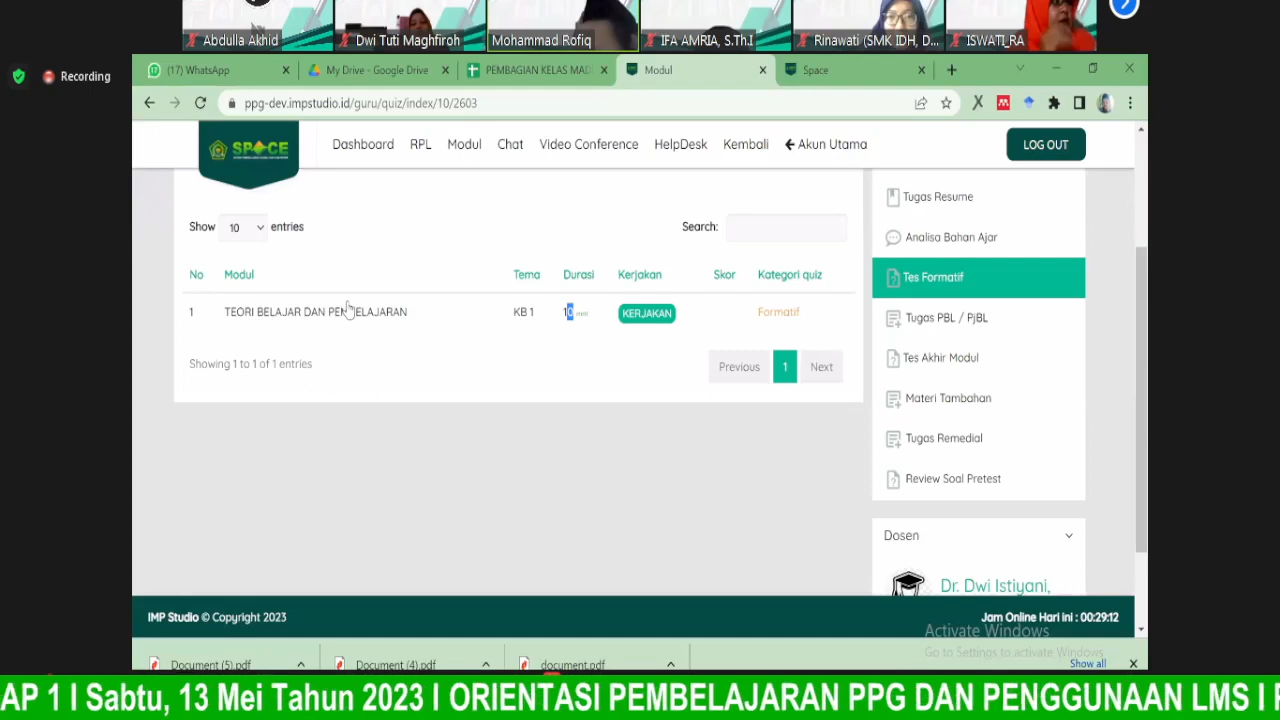 Abdulla Akhid
Dwi Tuti Maghfiroh
Mohammad Rofiq
IFA AMRIA, S.Th.I
Rinawati (SMK IDH, D...
ISWATI_RA
Recording
(17) WhatsApp
My Drive - Google Drive
PEMBAGIAN KELAS MAD
Modul
Space
ppg-dev.impstudio.id/guru/quiz/index/10/2603
SPACE
Dashboard
RPL
Modul
Chat
Video Conference
HelpDesk
Kembali
Akun Utama
LOG OUT
Show 10 entries
Search:
No Modul Tema Durasi Kerjakan Skor Kategori quiz
1 TEORI BELAJAR DAN PEMBELAJARAN KB 1 10 KERJAKAN Formatif
Showing 1 to 1 of 1 entries
Previous 1 Next
Tugas Resume
Analisa Bahan Ajar
Tes Formatif
Tugas PBL / PjBL
Tes Akhir Modul
Materi Tambahan
Tugas Remedial
Review Soal Pretest
Dosen
Dr. Dwi Istiyani,
IMP Studio © Copyright 2023
Jam Online Hari ini : 00:29:12
Activate Windows
Go to Settings to activate Windows.
Document (5).pdf
Document (4).pdf
document.pdf
Show all
AP 1 I Sabtu, 13 Mei Tahun 2023 I ORIENTASI PEMBELAJARAN PPG DAN PENGGUNAAN LMS I